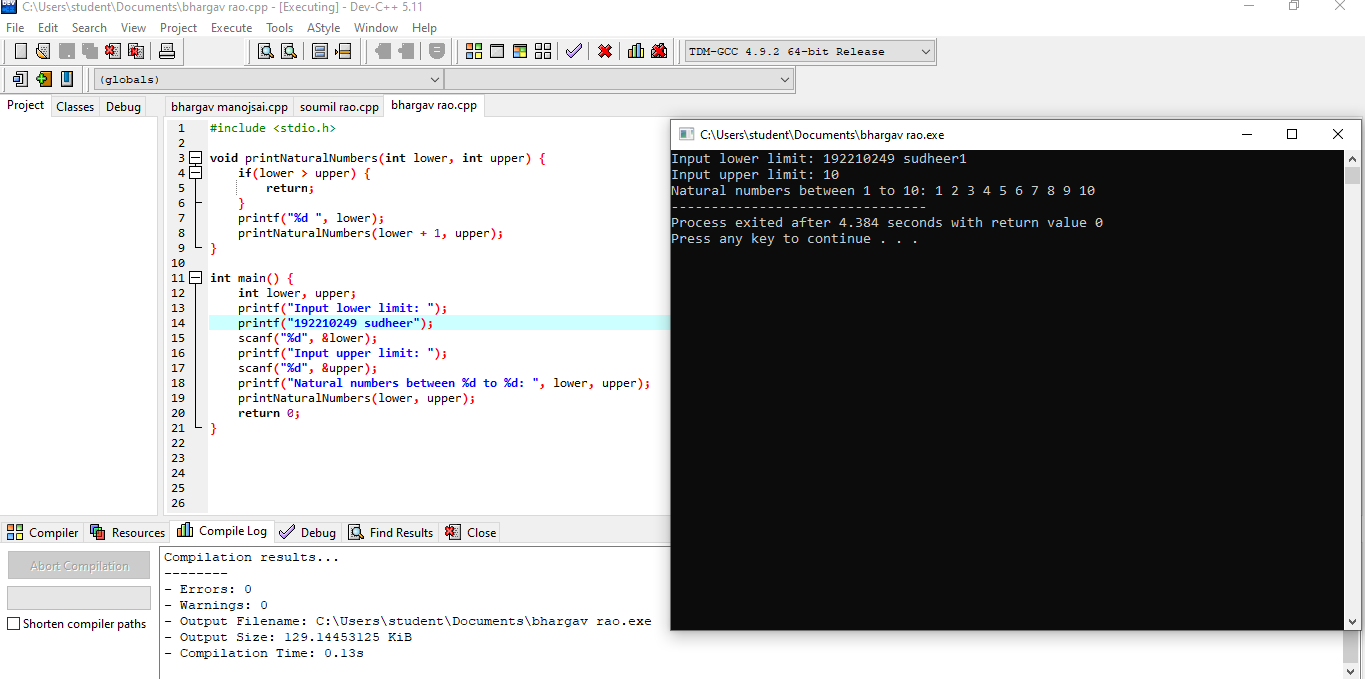 C:\Users\student\Documents\bhargav rao.cpp - [Executing] - Dev-C++ 5.11
File Edit Search View Project Execute Tools AStyle Window Help
TDM-GCC 4.9.2 64-bit Release
(globals)
Project Classes Debug
bhargav manojsai.cpp soumil rao.cpp bhargav rao.cpp
1 #include <stdio.h>
2
3 void printNaturalNumbers(int lower, int upper) {
4 if(lower > upper) {
5 return;
6 }
7 printf("%d ", lower);
8 printNaturalNumbers(lower + 1, upper);
9 }
10
11 int main() {
12 int lower, upper;
13 printf("Input lower limit: ");
14 printf("192210249 sudheer");
15 scanf("%d", &lower);
16 printf("Input upper limit: ");
17 scanf("%d", &upper);
18 printf("Natural numbers between %d to %d: ", lower, upper);
19 printNaturalNumbers(lower, upper);
20 return 0;
21 }
22
23
24
25
26
C:\Users\student\Documents\bhargav rao.exe
Input lower limit: 192210249 sudheer1
Input upper limit: 10
Natural numbers between 1 to 10: 1 2 3 4 5 6 7 8 9 10
--------------------------------
Process exited after 4.384 seconds with return value 0
Press any key to continue . . .
Compiler Resources Compile Log Debug Find Results Close
Abort Compilation
Shorten compiler paths
Compilation results...
--------
- Errors: 0
- Warnings: 0
- Output Filename: C:\Users\student\Documents\bhargav rao.exe
- Output Size: 129.14453125 KiB
- Compilation Time: 0.13s